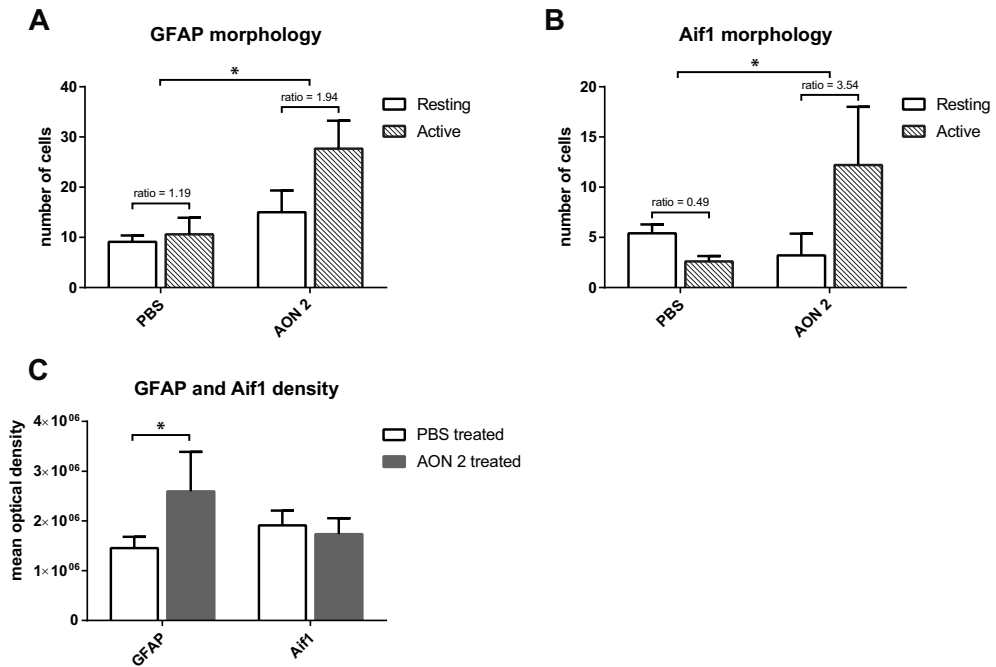 A
GFAP morphology
*
ratio = 1.94
ratio = 1.19
number of cells
40
30
20
10
0
PBS
AON 2
Resting
Active
B
Aif1 morphology
*
ratio = 3.54
ratio = 0.49
number of cells
20
15
10
5
0
PBS
AON 2
Resting
Active
C
GFAP and Aif1 density
*
mean optical density
4×10⁰⁶
3×10⁰⁶
2×10⁰⁶
1×10⁰⁶
0
GFAP
Aif1
PBS treated
AON 2 treated